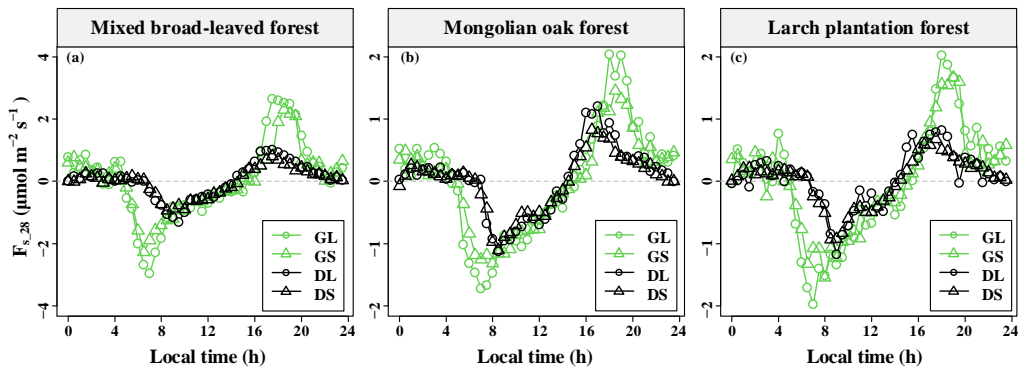 Mixed broad-leaved forest
Mongolian oak forest
Larch plantation forest
(a)
(b)
(c)
F_s_28 (μmol m⁻² s⁻¹)
4
2
0
−2
−4
2
1
0
−1
−2
2
1
0
−1
−2
GL
GS
DL
DS
GL
GS
DL
DS
GL
GS
DL
DS
0 4 8 12 16 20 24
0 4 8 12 16 20 24
0 4 8 12 16 20 24
Local time (h)
Local time (h)
Local time (h)